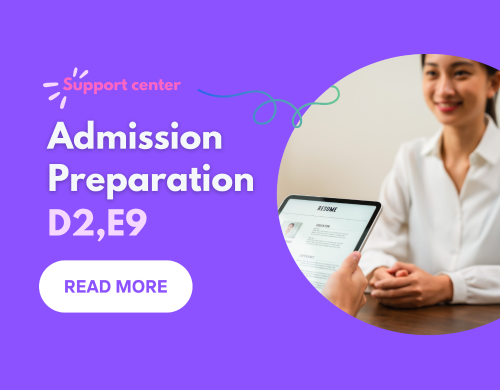 Support center
Admission
Preparation
D2,E9
READ MORE
RESUME